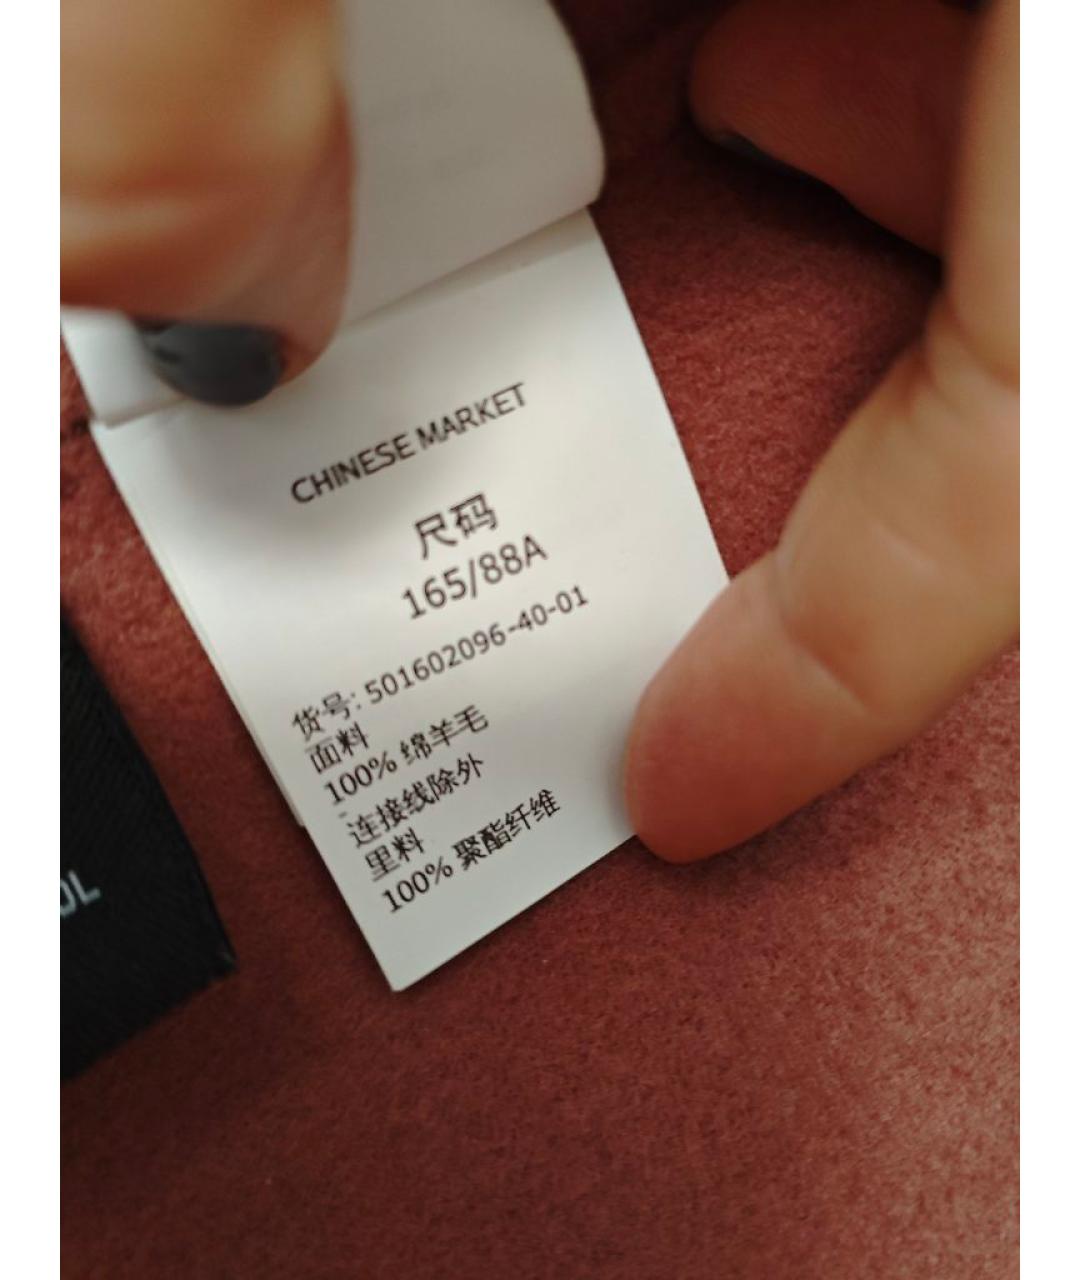 CHINESE MARKET
尺码
165/88A
货号: 501602096-40-01
面料
100% 绵羊毛
连接线除外
里料
100% 聚酯纤维
OL